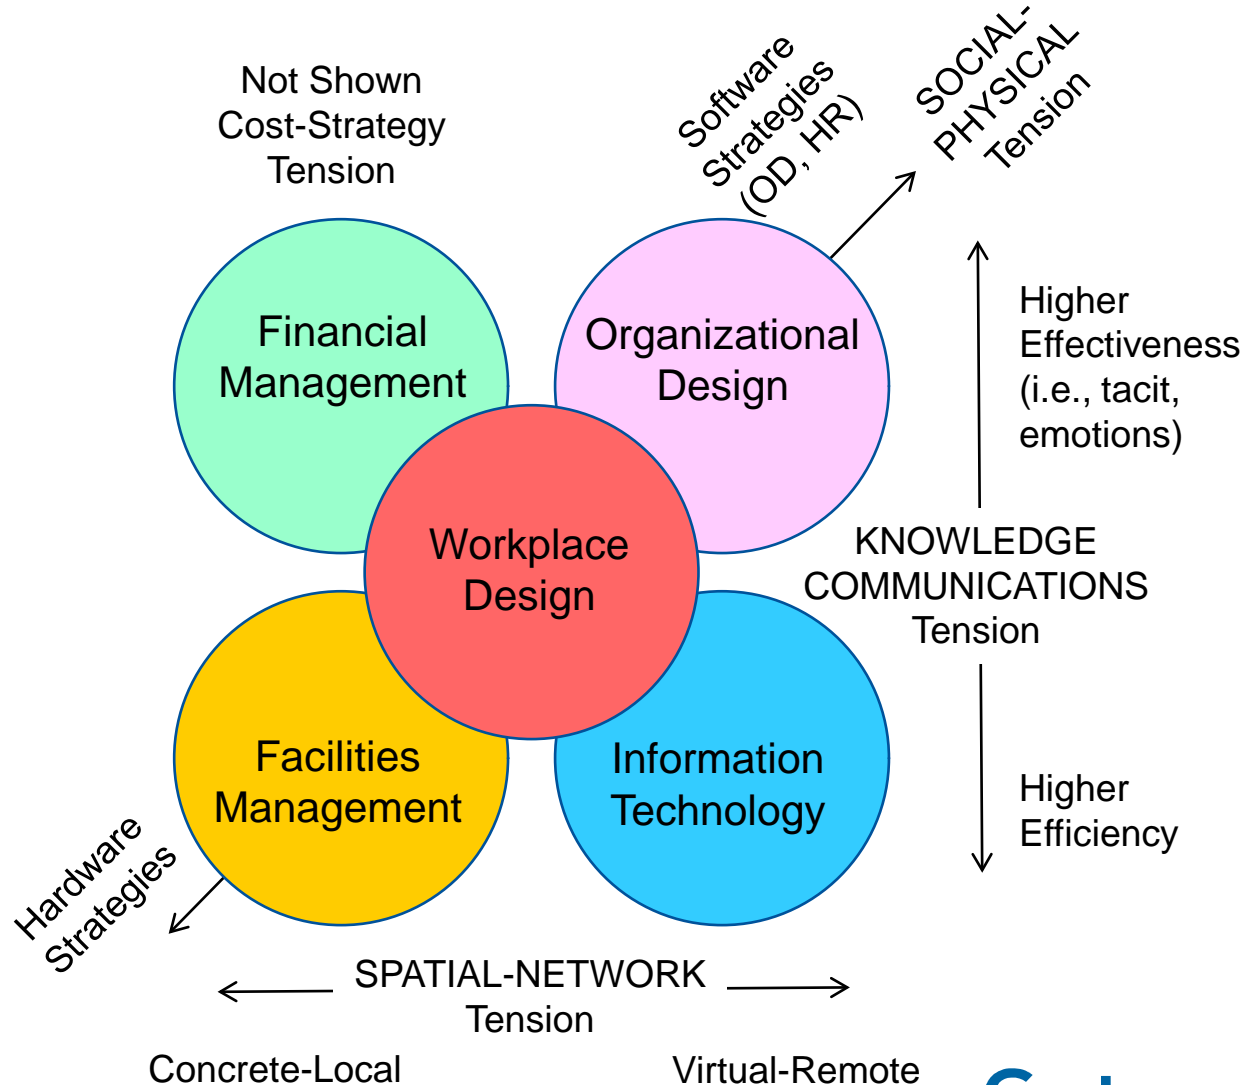 Not Shown
Cost-Strategy
Tension
Software
Strategies
(OD, HR)
SOCIAL-
PHYSICAL
Tension
Financial
Management
Organizational
Design
Higher
Effectiveness
(i.e., tacit,
emotions)
Workplace
Design
KNOWLEDGE
COMMUNICATIONS
Tension
Facilities
Management
Information
Technology
Higher
Efficiency
Hardware
Strategies
SPATIAL-NETWORK
Tension
Concrete-Local
Virtual-Remote